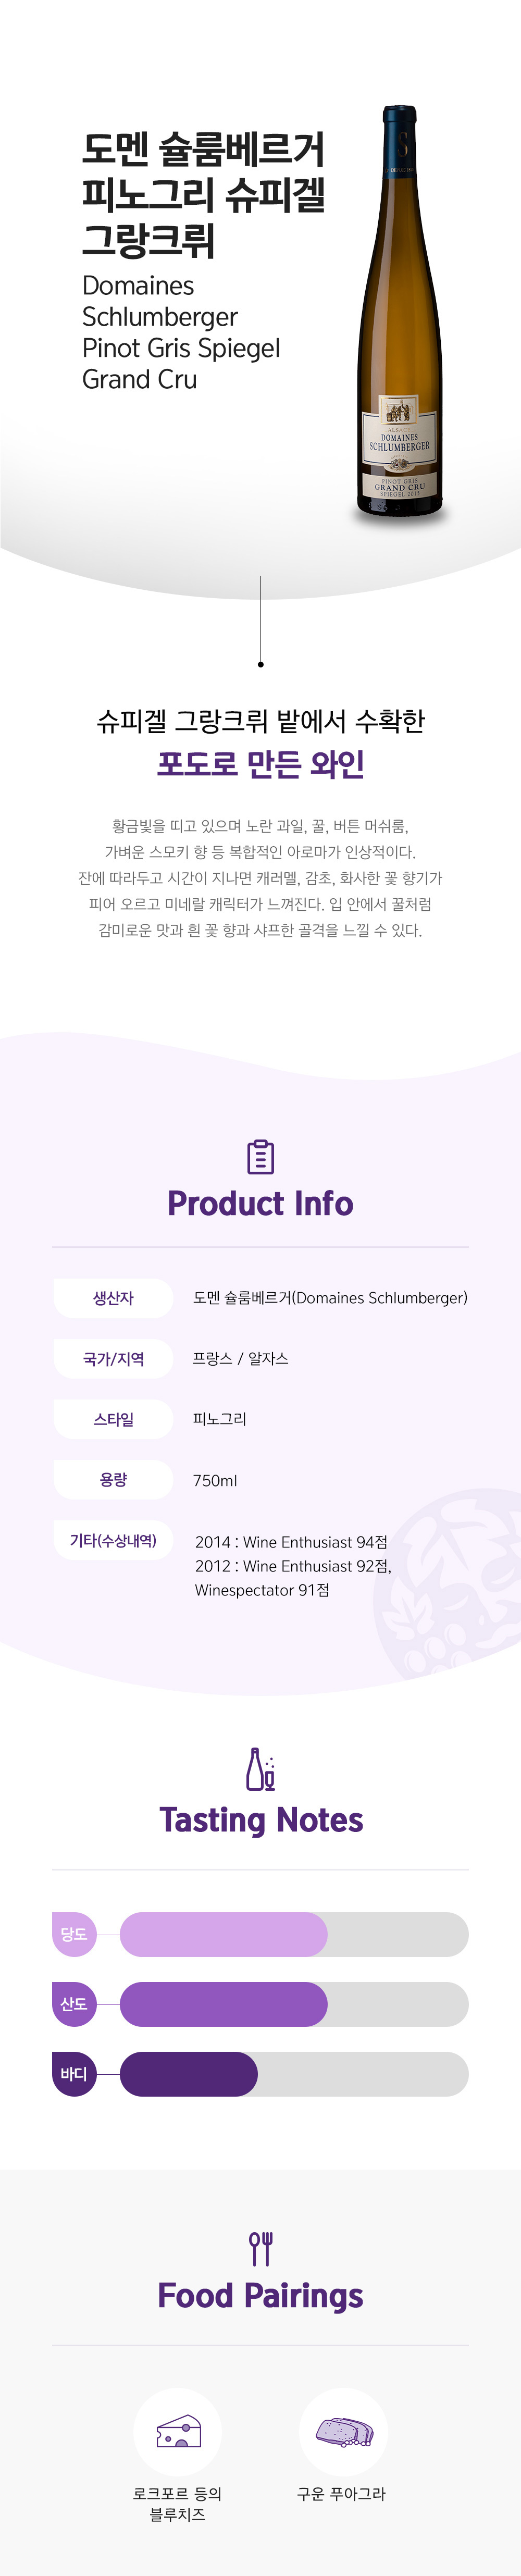 도멘 슐룸베르거
피노그리 슈피겔
그랑크뤼
Domaines
Schlumberger
Pinot Gris Spiegel
Grand Cru
S
ALSACE
DOMAINES
SCHLUMBERGER
PINOT GRIS
GRAND CRU
SPIEGEL 2015
슈피겔 그랑크뤼 밭에서 수확한
포도로 만든 와인
황금빛을 띠고 있으며 노란 과일, 꿀, 버튼 머쉬룸,
가벼운 스모키 향 등 복합적인 아로마가 인상적이다.
잔에 따라두고 시간이 지나면 캐러멜, 감초, 화사한 꽃 향기가
피어 오르고 미네랄 캐릭터가 느껴진다. 입 안에서 꿀처럼
감미로운 맛과 흰 꽃 향과 샤프한 골격을 느낄 수 있다.
Product Info
생산자 도멘 슐룸베르거(Domaines Schlumberger)
국가/지역 프랑스 / 알자스
스타일 피노그리
용량 750ml
기타(수상내역) 2014 : Wine Enthusiast 94점
2012 : Wine Enthusiast 92점,
Winespectator 91점
Tasting Notes
당도
산도
바디
Food Pairings
로크포르 등의
블루치즈
구운 푸아그라